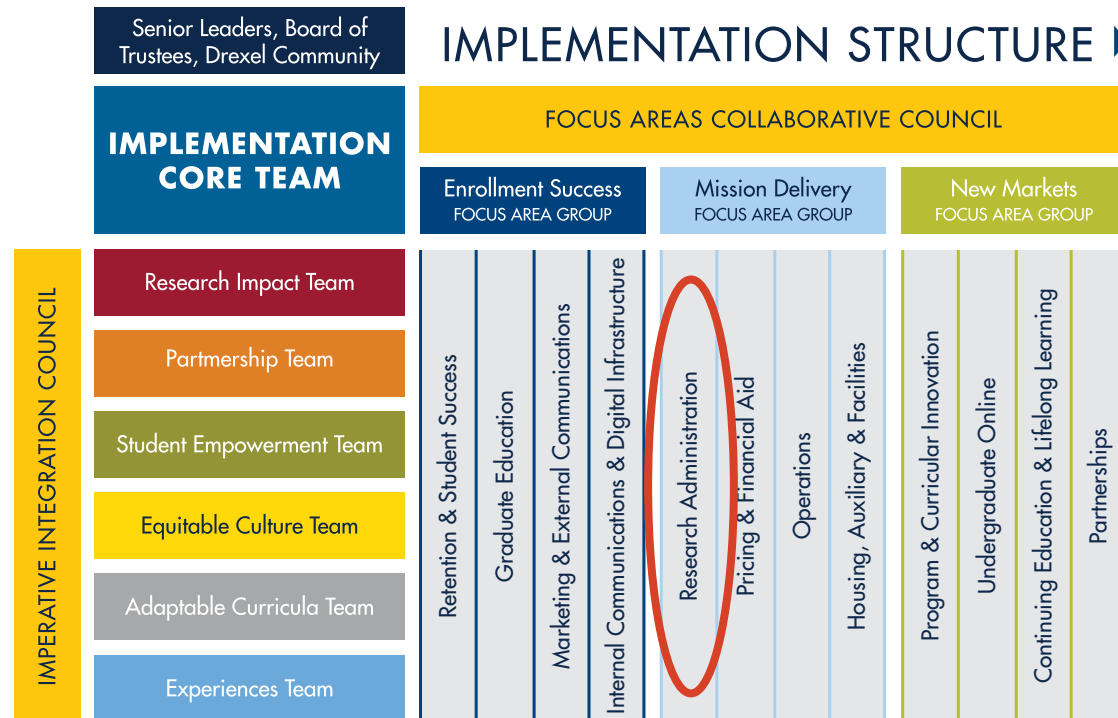 Senior Leaders, Board of
Trustees, Drexel Community
IMPLEMENTATION STRUCTURE
IMPLEMENTATION
CORE TEAM
FOCUS AREAS COLLABORATIVE COUNCIL
Enrollment Success
FOCUS AREA GROUP
Mission Delivery
FOCUS AREA GROUP
New Markets
FOCUS AREA GROUP
IMPERATIVE INTEGRATION COUNCIL
Research Impact Team
Partmership Team
Student Empowerment Team
Equitable Culture Team
Adaptable Curricula Team
Experiences Team
Retention & Student Success
Graduate Education
Marketing & External Communications
Internal Communications & Digital Infrastructure
Research Administration
Pricing & Financial Aid
Operations
Housing, Auxiliary & Facilities
Program & Curricular Innovation
Undergraduate Online
Continuing Education & Lifelong Learning
Partnerships